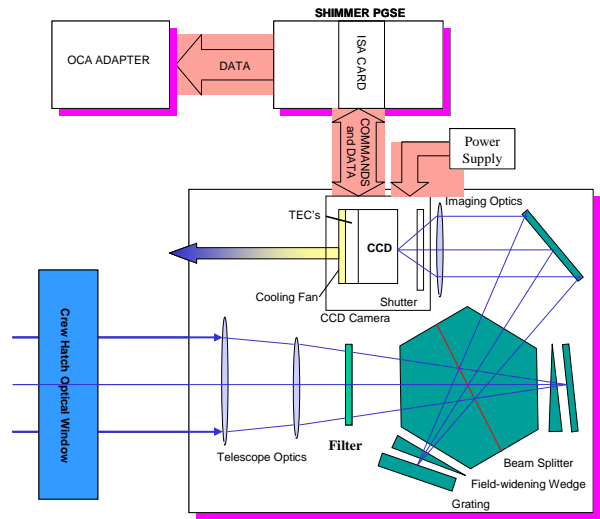 SHIMMER PGSE
OCA ADAPTER
DATA
ISA CARD
COMMANDS
and DATA
Power
Supply
Imaging Optics
TEC's
CCD
Cooling Fan
Shutter
CCD Camera
Crew Hatch Optical Window
Telescope Optics
Filter
Beam Splitter
Field-widening Wedge
Grating